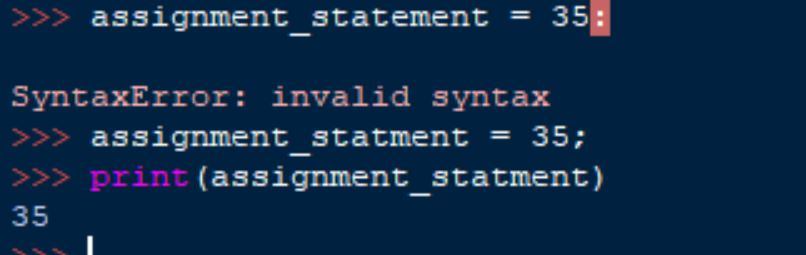 >>> assignment_statement = 35:
SyntaxError: invalid syntax
>>> assignment_statment = 35;
>>> print(assignment_statment)
35
>>>